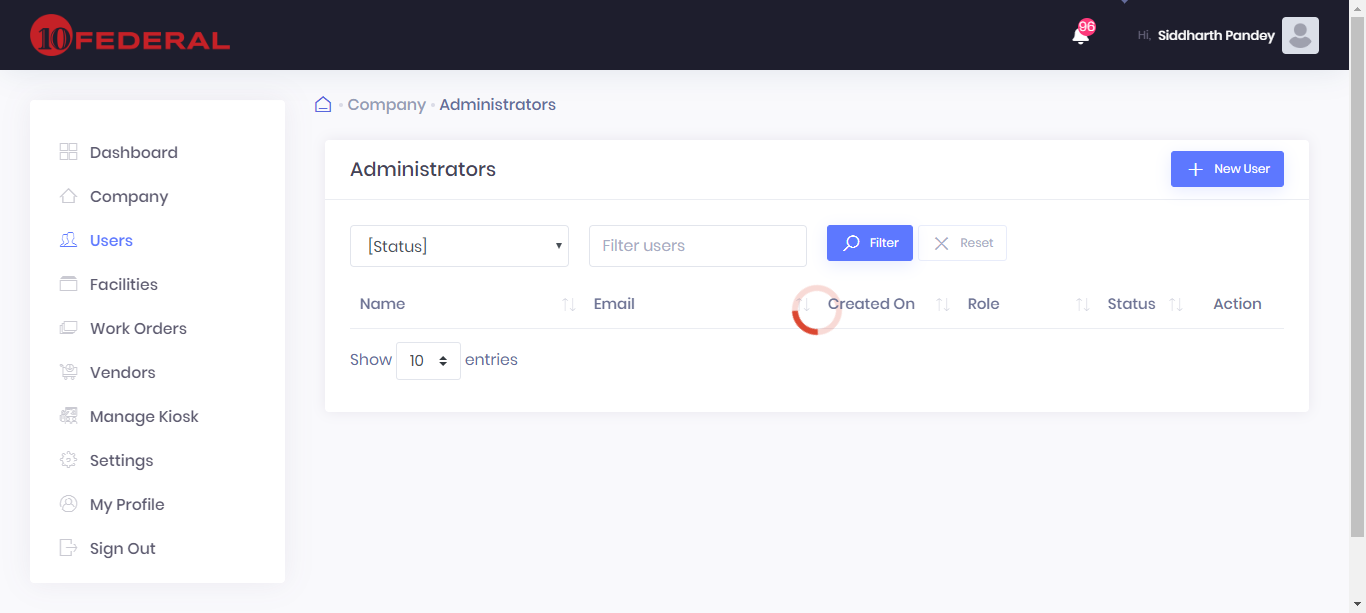 10 FEDERAL
96
Hi, Siddharth Pandey
Company • Administrators
Dashboard
Company
Users
Facilities
Work Orders
Vendors
Manage Kiosk
Settings
My Profile
Sign Out
Administrators
New User
[Status]
Filter users
Filter
Reset
Name Email Created On Role Status Action
Show 10 entries